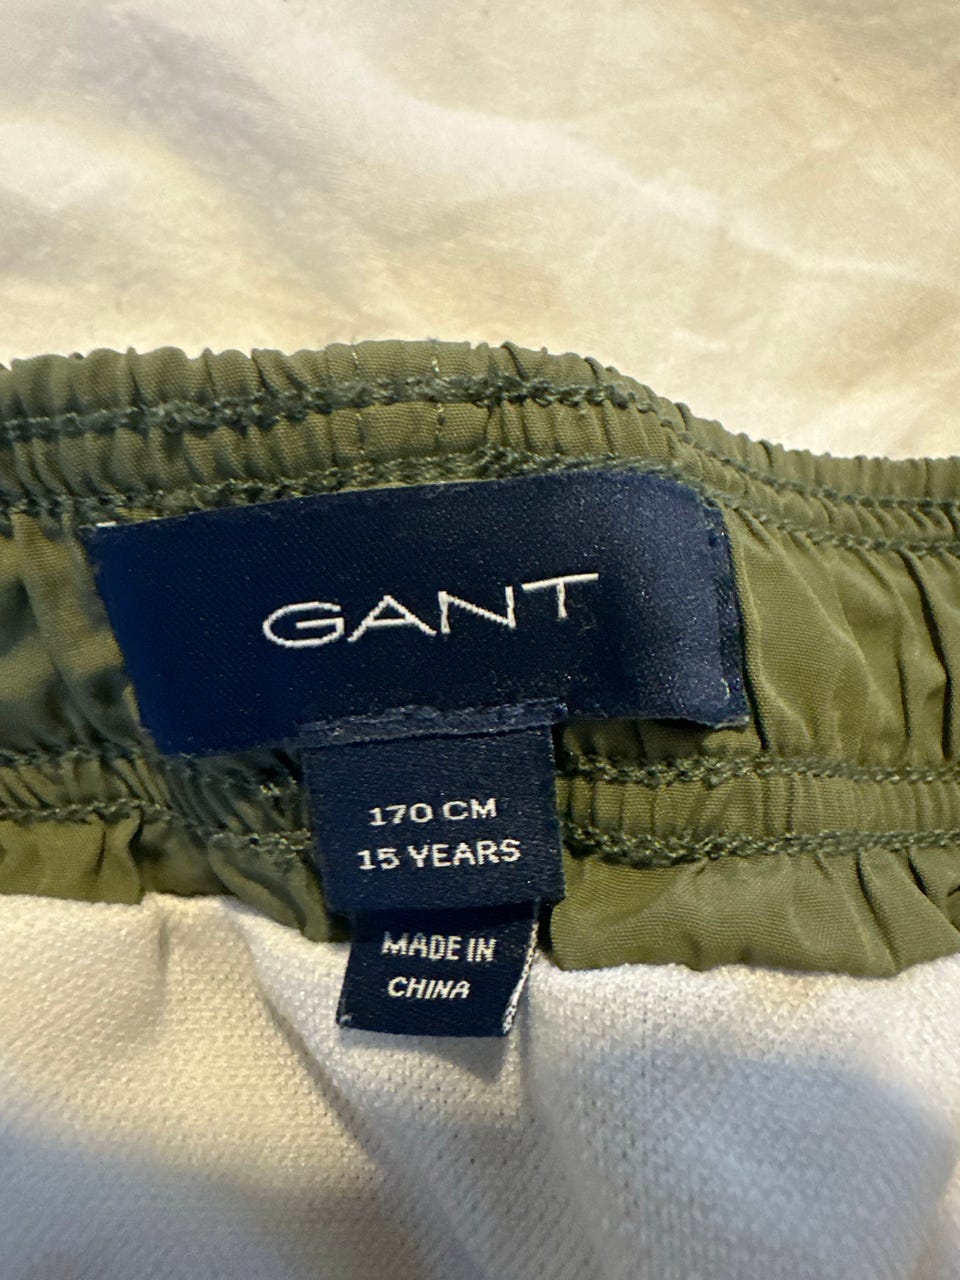 GANT
170 CM
15 YEARS
MADE IN
CHINA